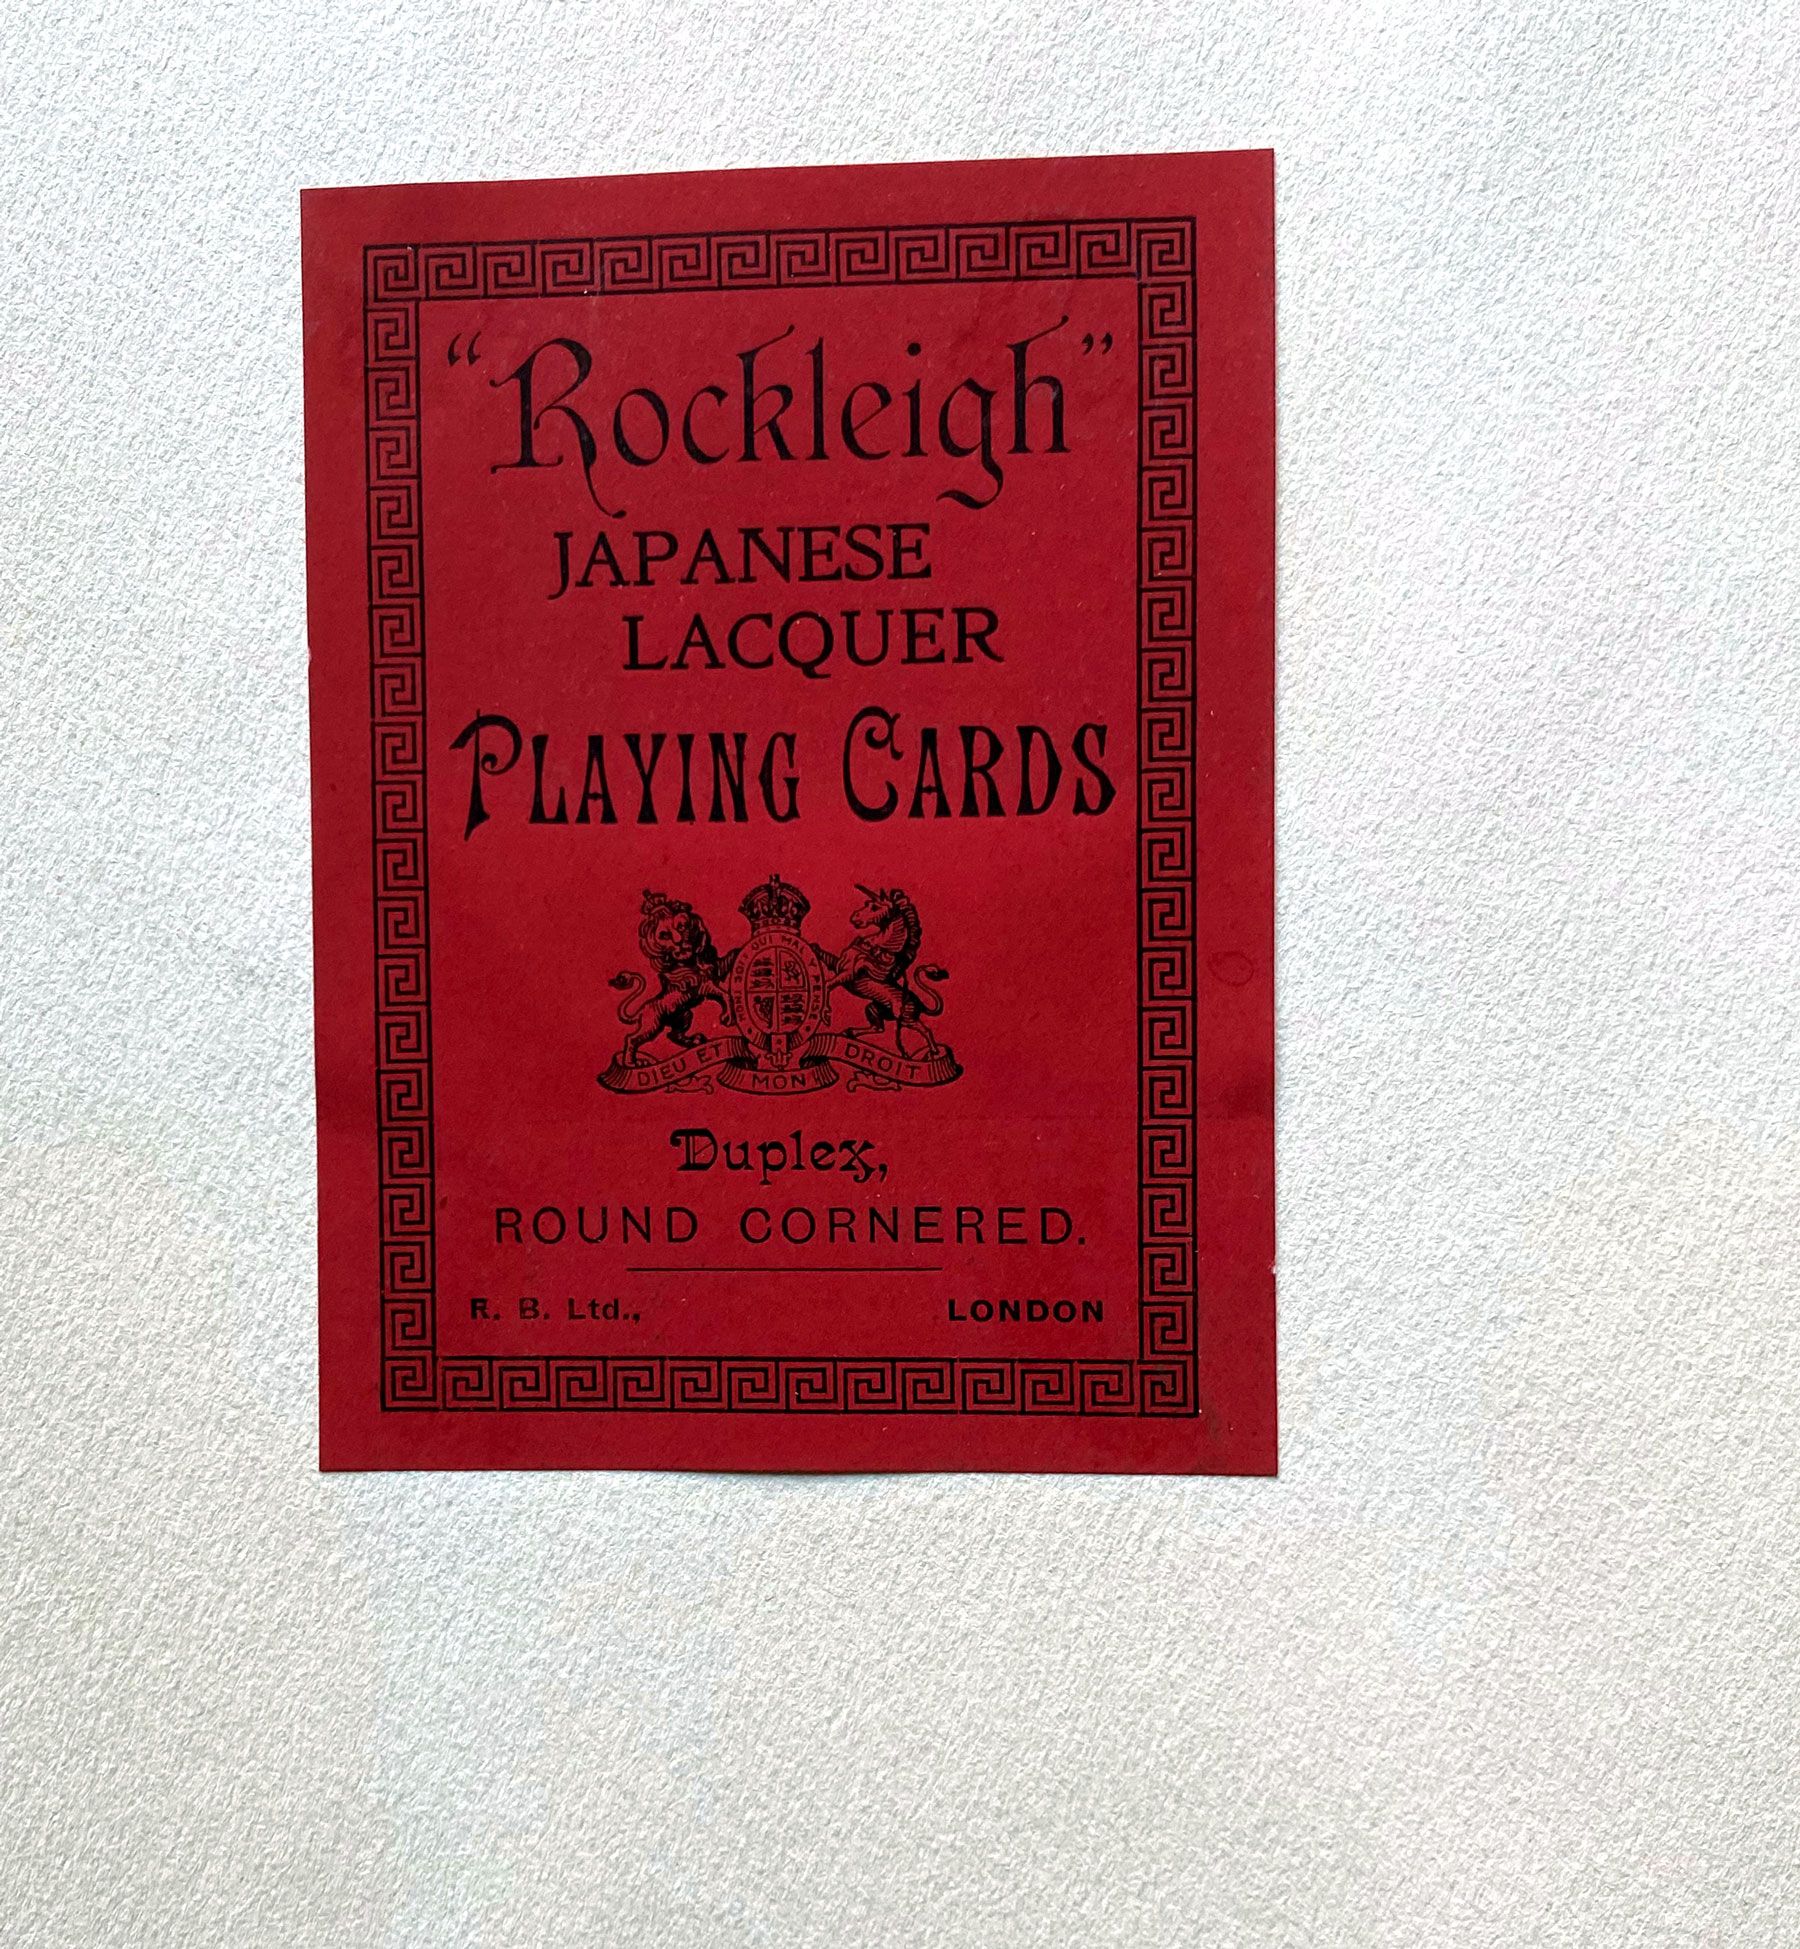 "Rockleigh"
JAPANESE
LACQUER
PLAYING CARDS
HONI SOIT QUI MAL Y PENSE
DIEU ET MON DROIT
Duplex,
ROUND CORNERED.
R. B. Ltd., LONDON